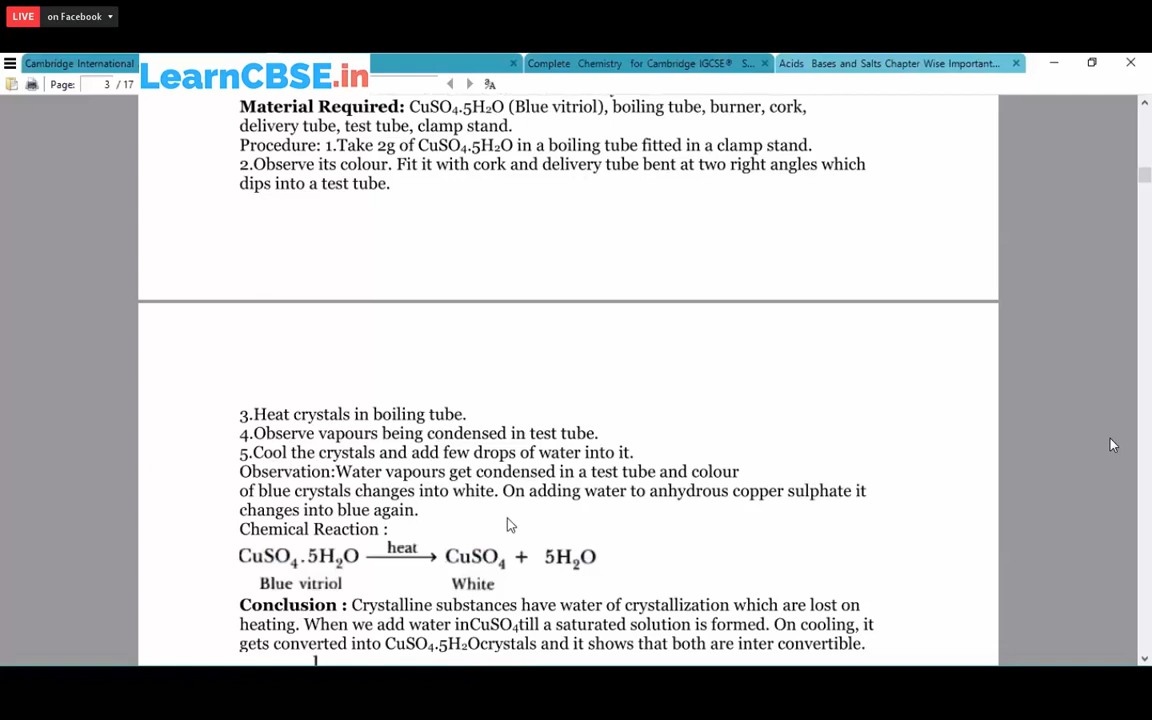 LIVE on Facebook
Cambridge International
Complete Chemistry for Cambridge IGCSE® S...
Acids Bases and Salts Chapter Wise Important...
Page: 3 / 17
LearnCBSE.in
Material Required: CuSO₄.5H₂O (Blue vitriol), boiling tube, burner, cork,
delivery tube, test tube, clamp stand.
Procedure: 1.Take 2g of CuSO₄.5H₂O in a boiling tube fitted in a clamp stand.
2.Observe its colour. Fit it with cork and delivery tube bent at two right angles which
dips into a test tube.
3.Heat crystals in boiling tube.
4.Observe vapours being condensed in test tube.
5.Cool the crystals and add few drops of water into it.
Observation:Water vapours get condensed in a test tube and colour
of blue crystals changes into white. On adding water to anhydrous copper sulphate it
changes into blue again.
Chemical Reaction :
heat
CuSO₄.5H₂O → CuSO₄ + 5H₂O
Blue vitriol White
Conclusion : Crystalline substances have water of crystallization which are lost on
heating. When we add water inCuSO₄till a saturated solution is formed. On cooling, it
gets converted into CuSO₄.5H₂Ocrystals and it shows that both are inter convertible.